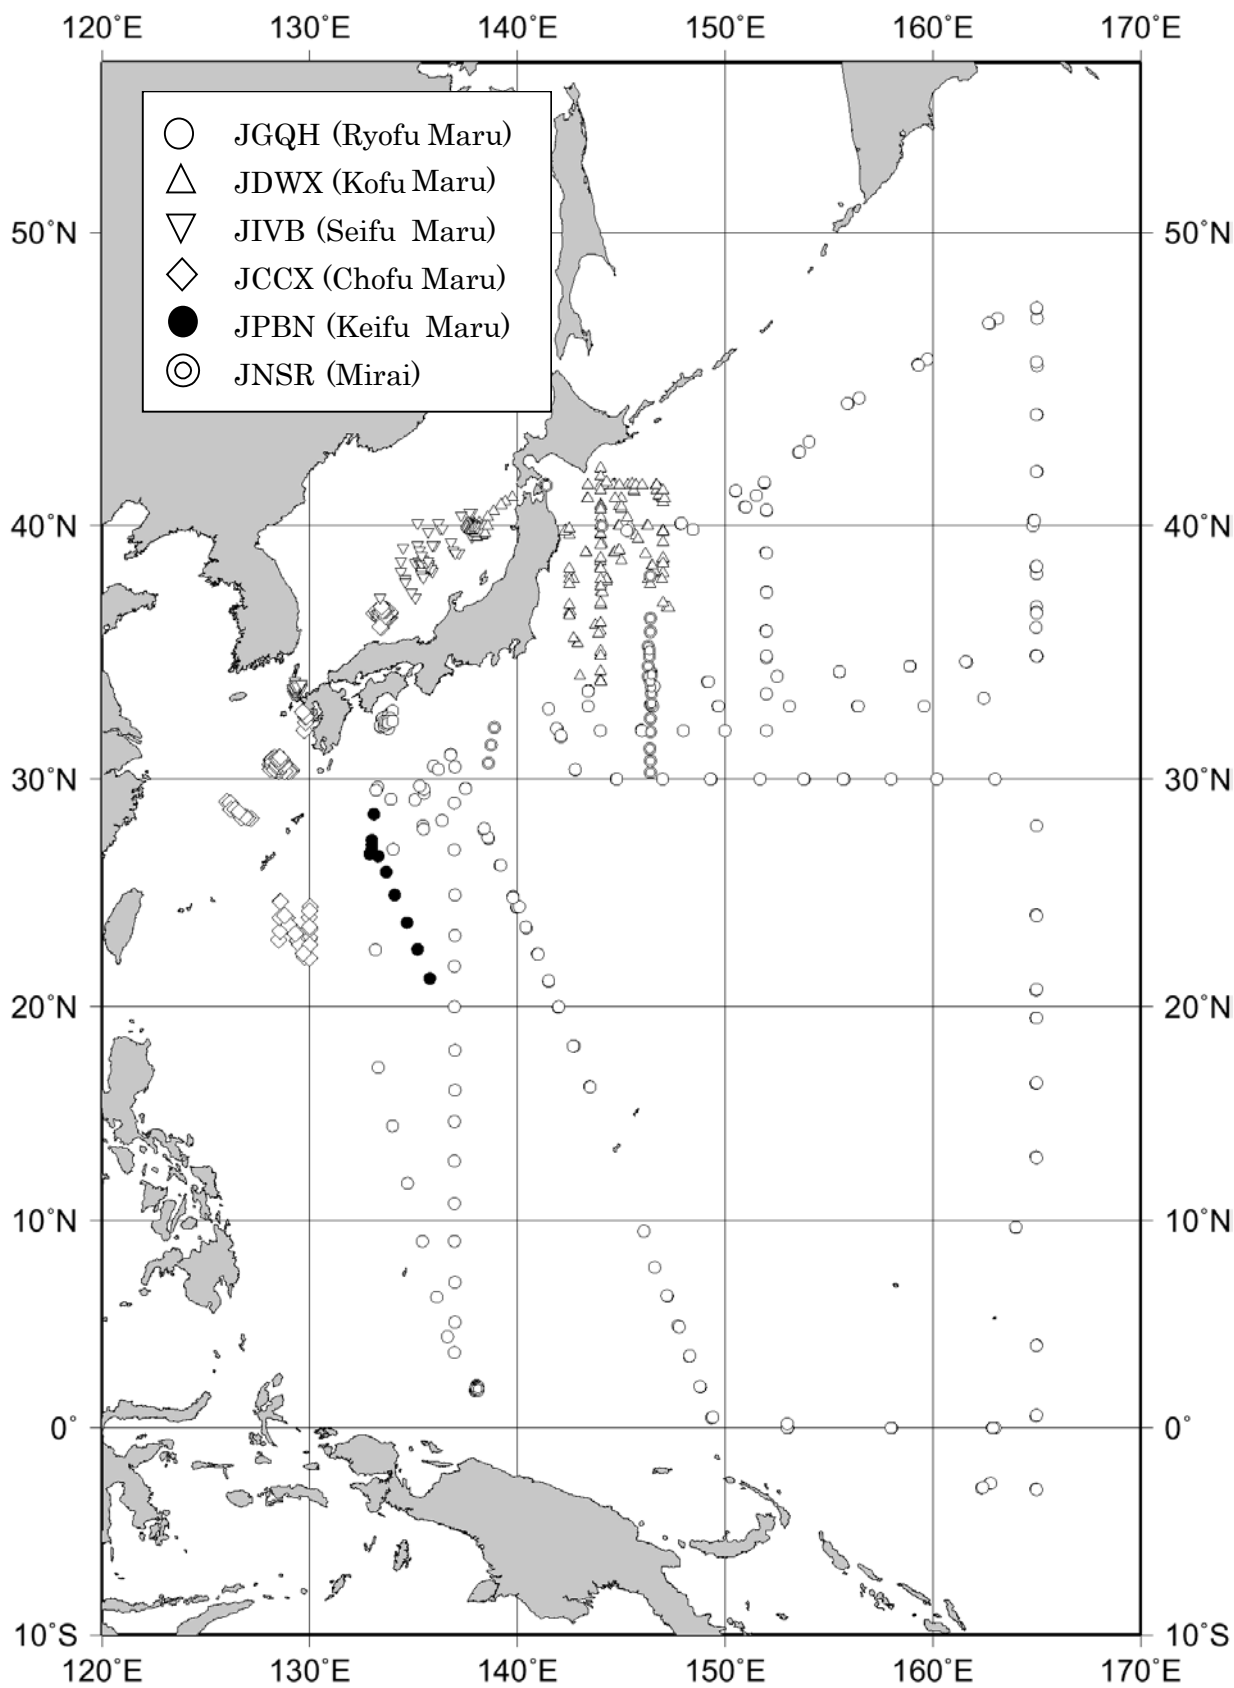 120˚E 130˚E 140˚E 150˚E 160˚E 170˚E
JGQH (Ryofu Maru)
JDWX (Kofu Maru)
JIVB (Seifu Maru)
JCCX (Chofu Maru)
JPBN (Keifu Maru)
JNSR (Mirai)
50˚N 50˚N
40˚N 40˚N
30˚N 30˚N
20˚N 20˚N
10˚N 10˚N
0˚ 0˚
10˚S 10˚S
120˚E 130˚E 140˚E 150˚E 160˚E 170˚E